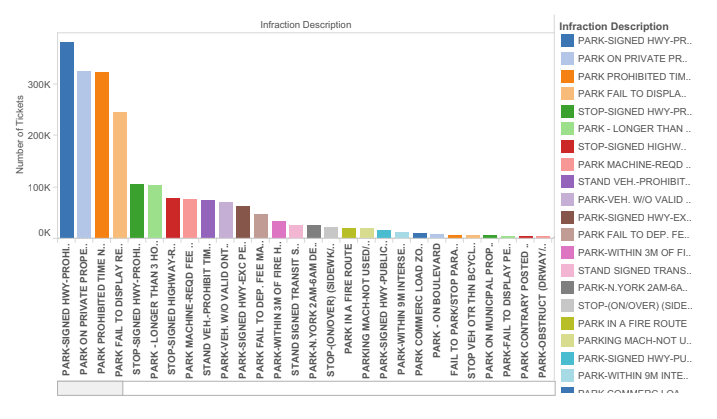 Infraction Description
Number of Tickets
300K
200K
100K
0K
PARK-SIGNED HWY-PROHI..
PARK ON PRIVATE PROPE..
PARK PROHIBITED TIME N..
PARK FAIL TO DISPLAY RE..
STOP-SIGNED HWY-PROHI..
PARK - LONGER THAN 3 HO..
STOP-SIGNED HIGHWAY-R..
PARK MACHINE-REQD FEE ..
STAND VEH.-PROHIBIT TIM..
PARK-VEH. W/O VALID ONT..
PARK-SIGNED HWY-EXC PE..
PARK FAIL TO DEP. FEE MA..
PARK-WITHIN 3M OF FIRE H..
STAND SIGNED TRANSIT S..
PARK-N.YORK 2AM-6AM DE..
STOP-(ON/OVER) (SIDEWK/..
PARK IN A FIRE ROUTE
PARKING MACH-NOT USED/..
PARK-SIGNED HWY-PUBLIC..
PARK-WITHIN 9M INTERSE..
PARK COMMERC LOAD ZO..
PARK - ON BOULEVARD
FAIL TO PARK/STOP PARA..
STOP VEH OTR THN BCYCL..
PARK ON MUNICIPAL PROP..
PARK-FAIL TO DISPLAY PE..
PARK CONTRARY POSTED ..
PARK-OBSTRUCT (DRWAY/..
Infraction Description
PARK-SIGNED HWY-PR..
PARK ON PRIVATE PR..
PARK PROHIBITED TIM..
PARK FAIL TO DISPLA..
STOP-SIGNED HWY-PR..
PARK - LONGER THAN ..
STOP-SIGNED HIGHW..
PARK MACHINE-REQD ..
STAND VEH.-PROHIBIT..
PARK-VEH. W/O VALID ..
PARK-SIGNED HWY-EX..
PARK FAIL TO DEP. FE..
PARK-WITHIN 3M OF FI..
STAND SIGNED TRANS..
PARK-N.YORK 2AM-6A..
STOP-(ON/OVER) (SIDE..
PARK IN A FIRE ROUTE
PARKING MACH-NOT U..
PARK-SIGNED HWY-PU..
PARK-WITHIN 9M INTE..
PARK COMMERC LOA..